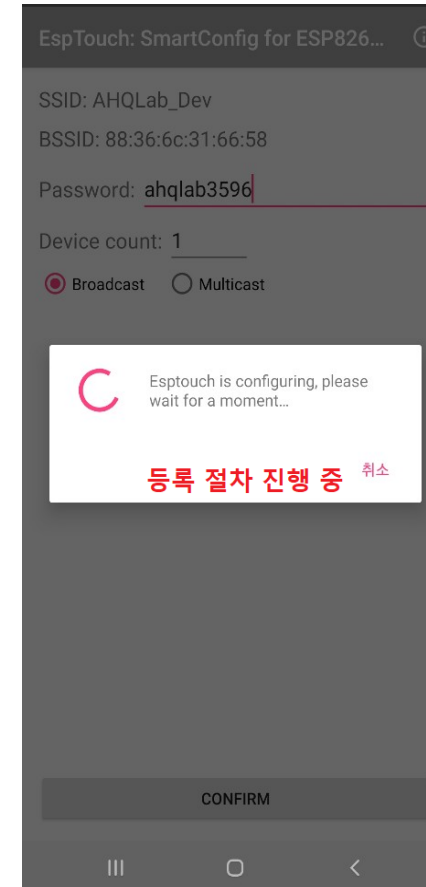 EspTouch: SmartConfig for ESP826...
SSID: AHQLab_Dev
BSSID: 88:36:6c:31:66:58
Password: ahqlab3596
Device count: 1
Broadcast Multicast
Esptouch is configuring, please
wait for a moment...
등록 절차 진행 중 취소
CONFIRM